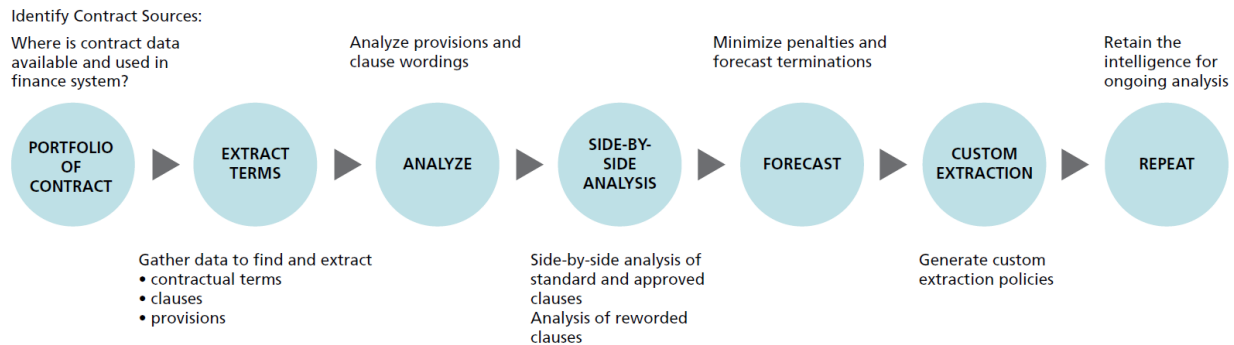 Identify Contract Sources:
Where is contract data
available and used in
finance system?
PORTFOLIO
OF
CONTRACT
EXTRACT
TERMS
Gather data to find and extract
• contractual terms
• clauses
• provisions
Analyze provisions and
clause wordings
ANALYZE
SIDE-BY-
SIDE
ANALYSIS
Side-by-side analysis of
standard and approved
clauses
Analysis of reworded
clauses
Minimize penalties and
forecast terminations
FORECAST
CUSTOM
EXTRACTION
Generate custom
extraction policies
Retain the
intelligence for
ongoing analysis
REPEAT